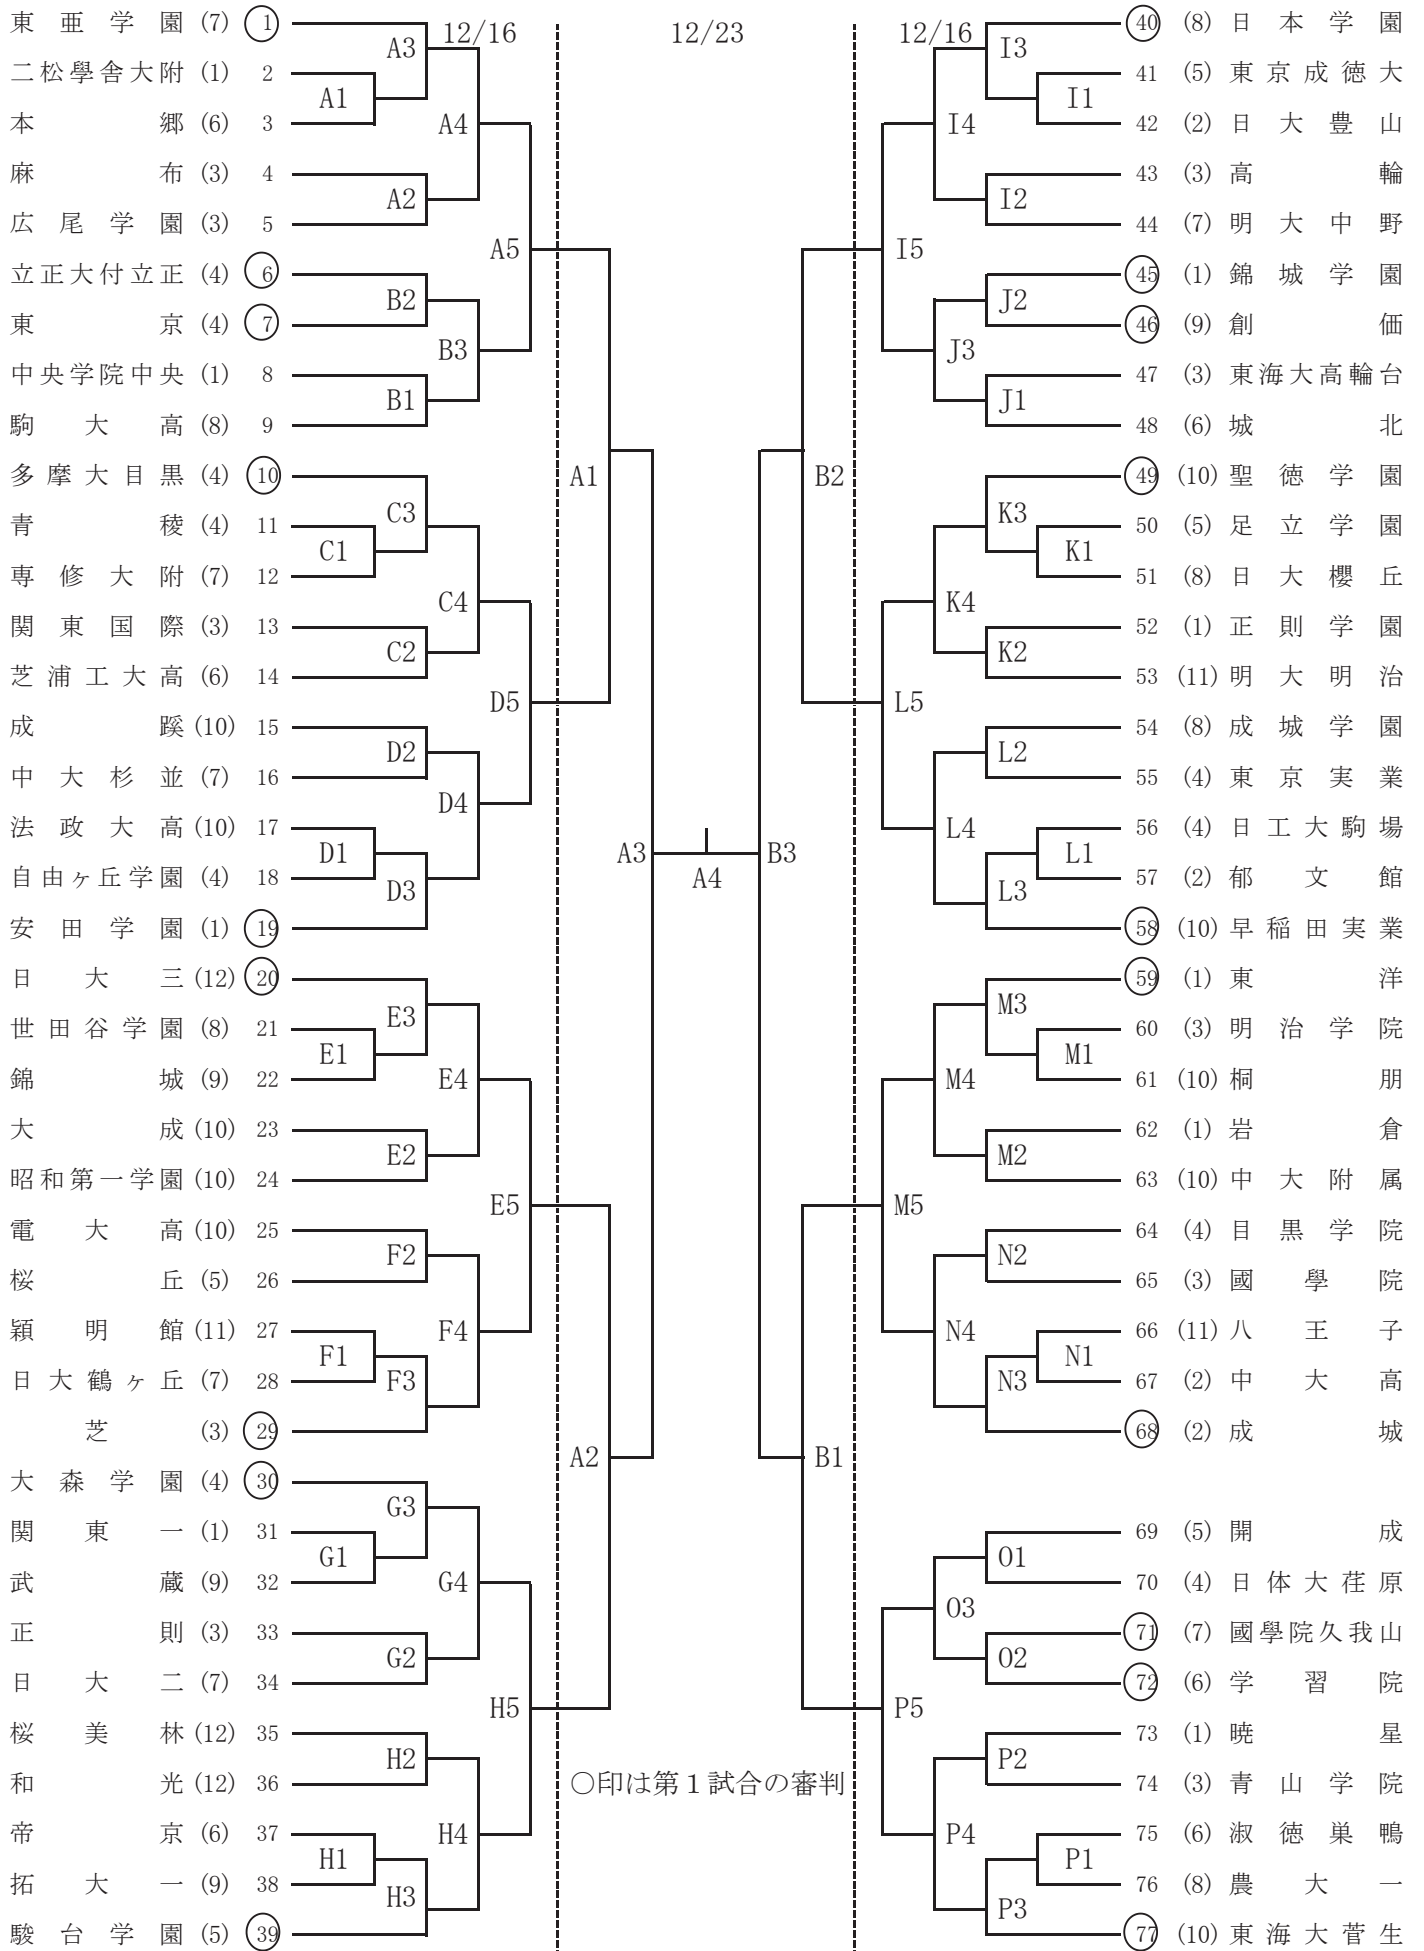 12/16 12/23 12/16
東亜学園 (7) 1
二松學舎大附 (1) 2
本郷 (6) 3
麻布 (3) 4
広尾学園 (3) 5
立正大付立正 (4) 6
東京 (4) 7
中央学院中央 (1) 8
駒大高 (8) 9
多摩大目黒 (4) 10
青稜 (4) 11
専修大附 (7) 12
関東国際 (3) 13
芝浦工大高 (6) 14
成蹊 (10) 15
中大杉並 (7) 16
法政大高 (10) 17
自由ヶ丘学園 (4) 18
安田学園 (1) 19
日大三 (12) 20
世田谷学園 (8) 21
錦城 (9) 22
大成 (10) 23
昭和第一学園 (10) 24
電大高 (10) 25
桜丘 (5) 26
穎明館 (11) 27
日大鶴ヶ丘 (7) 28
芝 (3) 29
大森学園 (4) 30
関東一 (1) 31
武蔵 (9) 32
正則 (3) 33
日大二 (7) 34
桜美林 (12) 35
和光 (12) 36
帝京 (6) 37
拓大一 (9) 38
駿台学園 (5) 39
A3
A1
A4
A2
A5
B2
B3
B1
C3
C1
C4
C2
D5
D2
D4
D1
D3
E3
E1
E4
E2
E5
F2
F4
F1
F3
G3
G1
G4
G2
H5
H2
H4
H1
H3
A1
A2
A3
A4
B3
B2
B1
○印は第１試合の審判
I3
I1
I4
I2
I5
J2
J3
J1
K3
K1
K4
K2
L5
L2
L4
L1
L3
M3
M1
M4
M2
M5
N2
N4
N1
N3
O1
O3
O2
P5
P2
P4
P1
P3
40 (8) 日本学園
41 (5) 東京成徳大
42 (2) 日大豊山
43 (3) 高輪
44 (7) 明大中野
45 (1) 錦城学園
46 (9) 創価
47 (3) 東海大高輪台
48 (6) 城北
49 (10) 聖徳学園
50 (5) 足立学園
51 (8) 日大櫻丘
52 (1) 正則学園
53 (11) 明大明治
54 (8) 成城学園
55 (4) 東京実業
56 (4) 日工大駒場
57 (2) 郁文館
58 (10) 早稲田実業
59 (1) 東洋
60 (3) 明治学院
61 (10) 桐朋
62 (1) 岩倉
63 (10) 中大附属
64 (4) 目黒学院
65 (3) 國學院
66 (11) 八王子
67 (2) 中大高
68 (2) 成城
69 (5) 開成
70 (4) 日体大荏原
71 (7) 國學院久我山
72 (6) 学習院
73 (1) 暁星
74 (3) 青山学院
75 (6) 淑徳巣鴨
76 (8) 農大一
77 (10) 東海大菅生